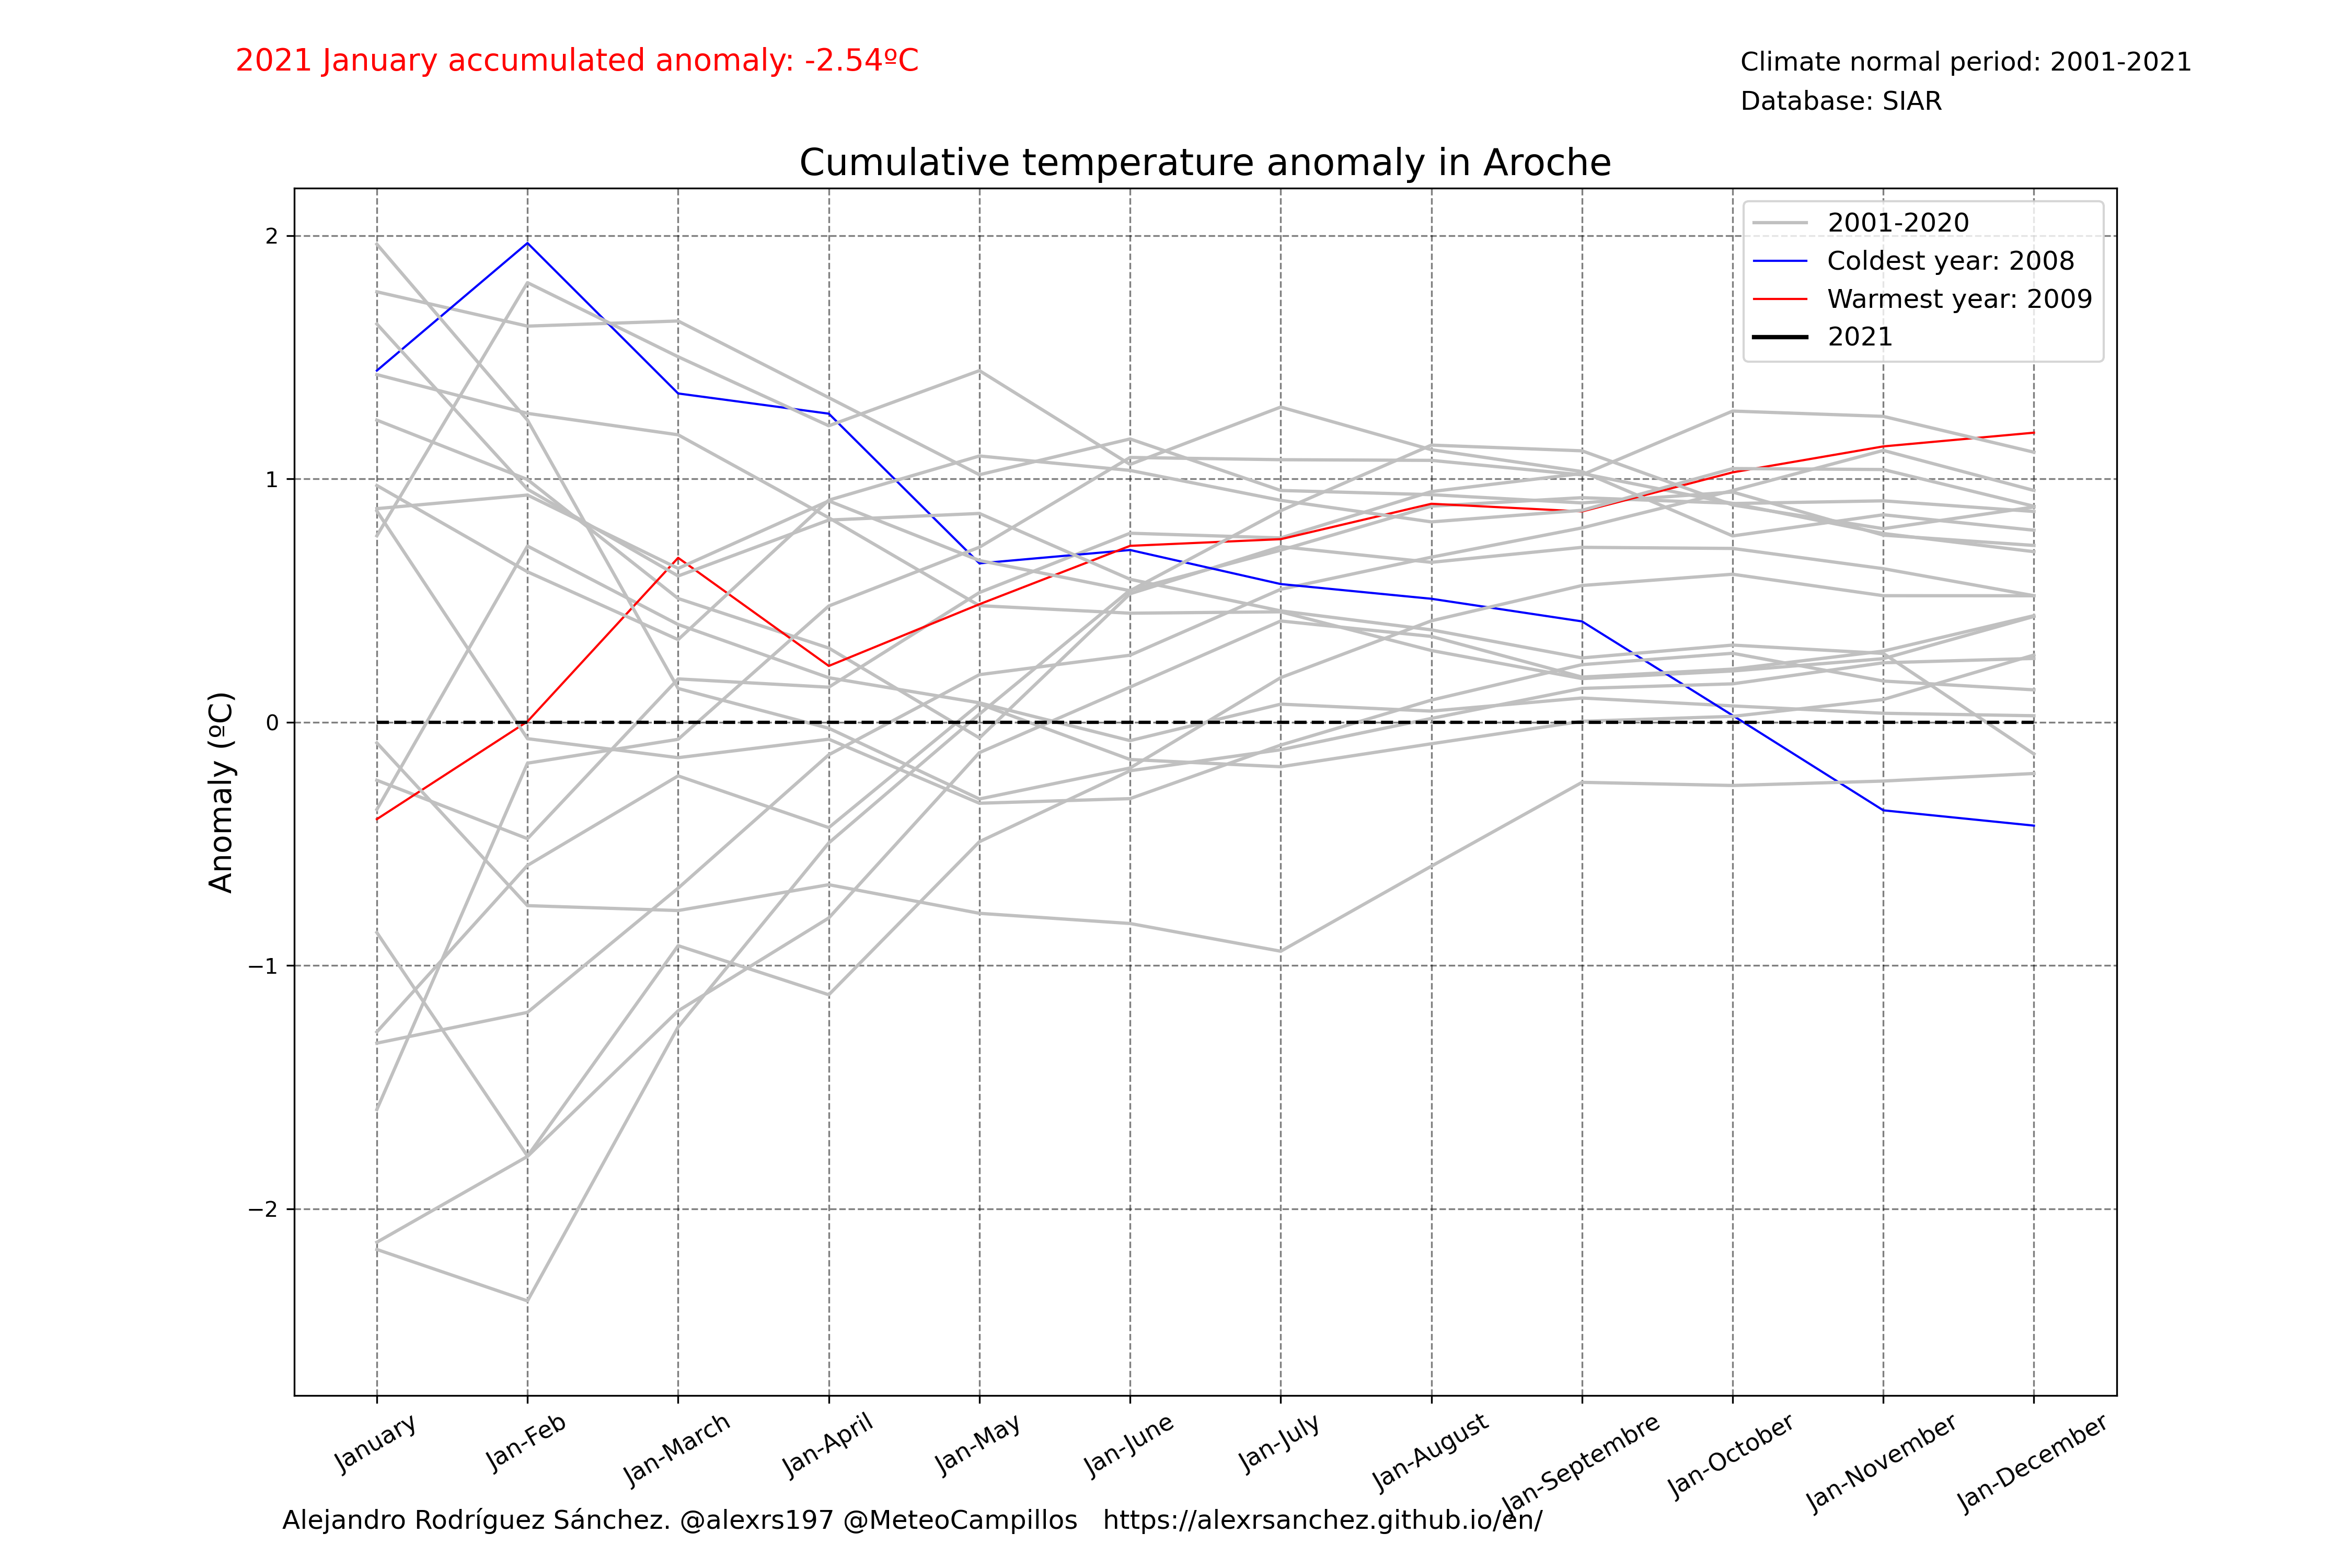 2021 January accumulated anomaly: -2.54ºC
Climate normal period: 2001-2021
Database: SIAR
Cumulative temperature anomaly in Aroche
2001-2020
Coldest year: 2008
Warmest year: 2009
2021
Anomaly (ºC)
2
1
0
−1
−2
January
Jan-Feb
Jan-March
Jan-April
Jan-May
Jan-June
Jan-July
Jan-August
Jan-Septembre
Jan-October
Jan-November
Jan-December
Alejandro Rodríguez Sánchez. @alexrs197 @MeteoCampillos https://alexrsanchez.github.io/en/